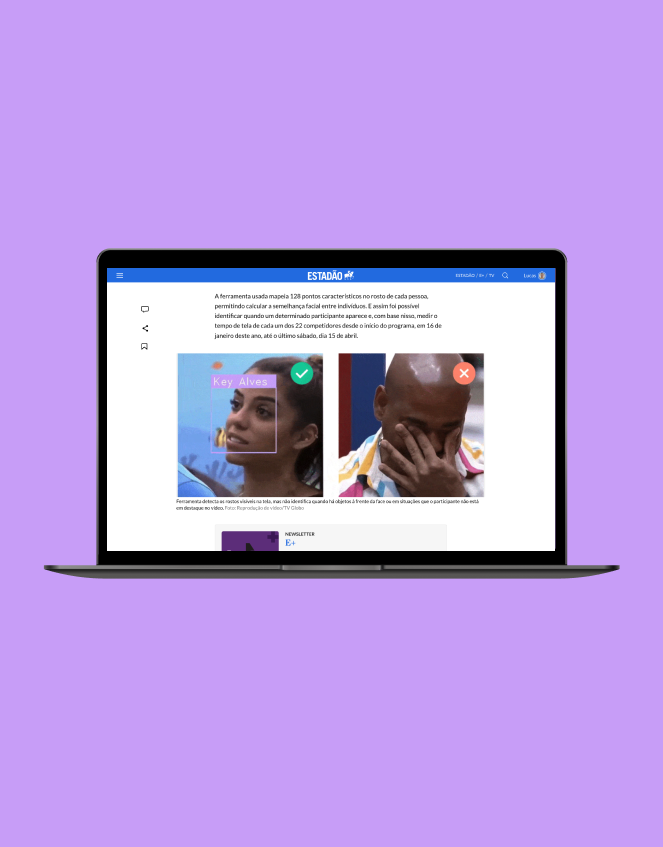 ESTADÃO
ESTADÃO / E+ / TV
Lucas
A ferramenta usada mapeia 128 pontos característicos no rosto de cada pessoa,
permitindo calcular a semelhança facial entre indivíduos. E assim foi possível
identificar quando um determinado participante aparece e, com base nisso, medir o
tempo de tela de cada um dos 22 competidores desde o início do programa, em 16 de
janeiro deste ano, até o último sábado, dia 15 de abril.
Key Alves
Ferramenta detecta os rostos visíveis na tela, mas não identifica quando há objetos à frente da face ou em situações que o participante não está
em destaque no vídeo. Foto: Reprodução de vídeo/TV Globo
NEWSLETTER
E+